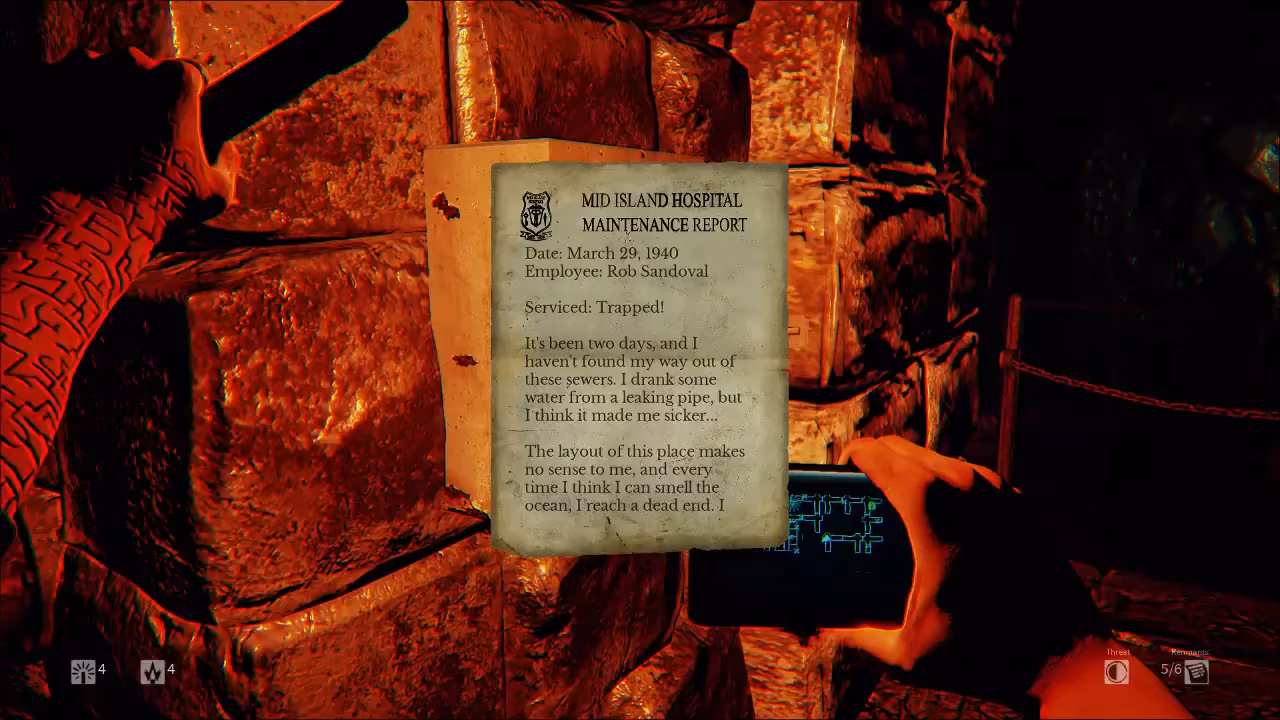 MID ISLAND HOSPITAL
MAINTENANCE REPORT
Date: March 29, 1940
Employee: Rob Sandoval
Serviced: Trapped!
It's been two days, and I
haven't found my way out of
these sewers. I drank some
water from a leaking pipe, but
I think it made me sicker...
The layout of this place makes
no sense to me, and every
time I think I can smell the
ocean, I reach a dead end. I
4
4
Threat
Remnants
5/6